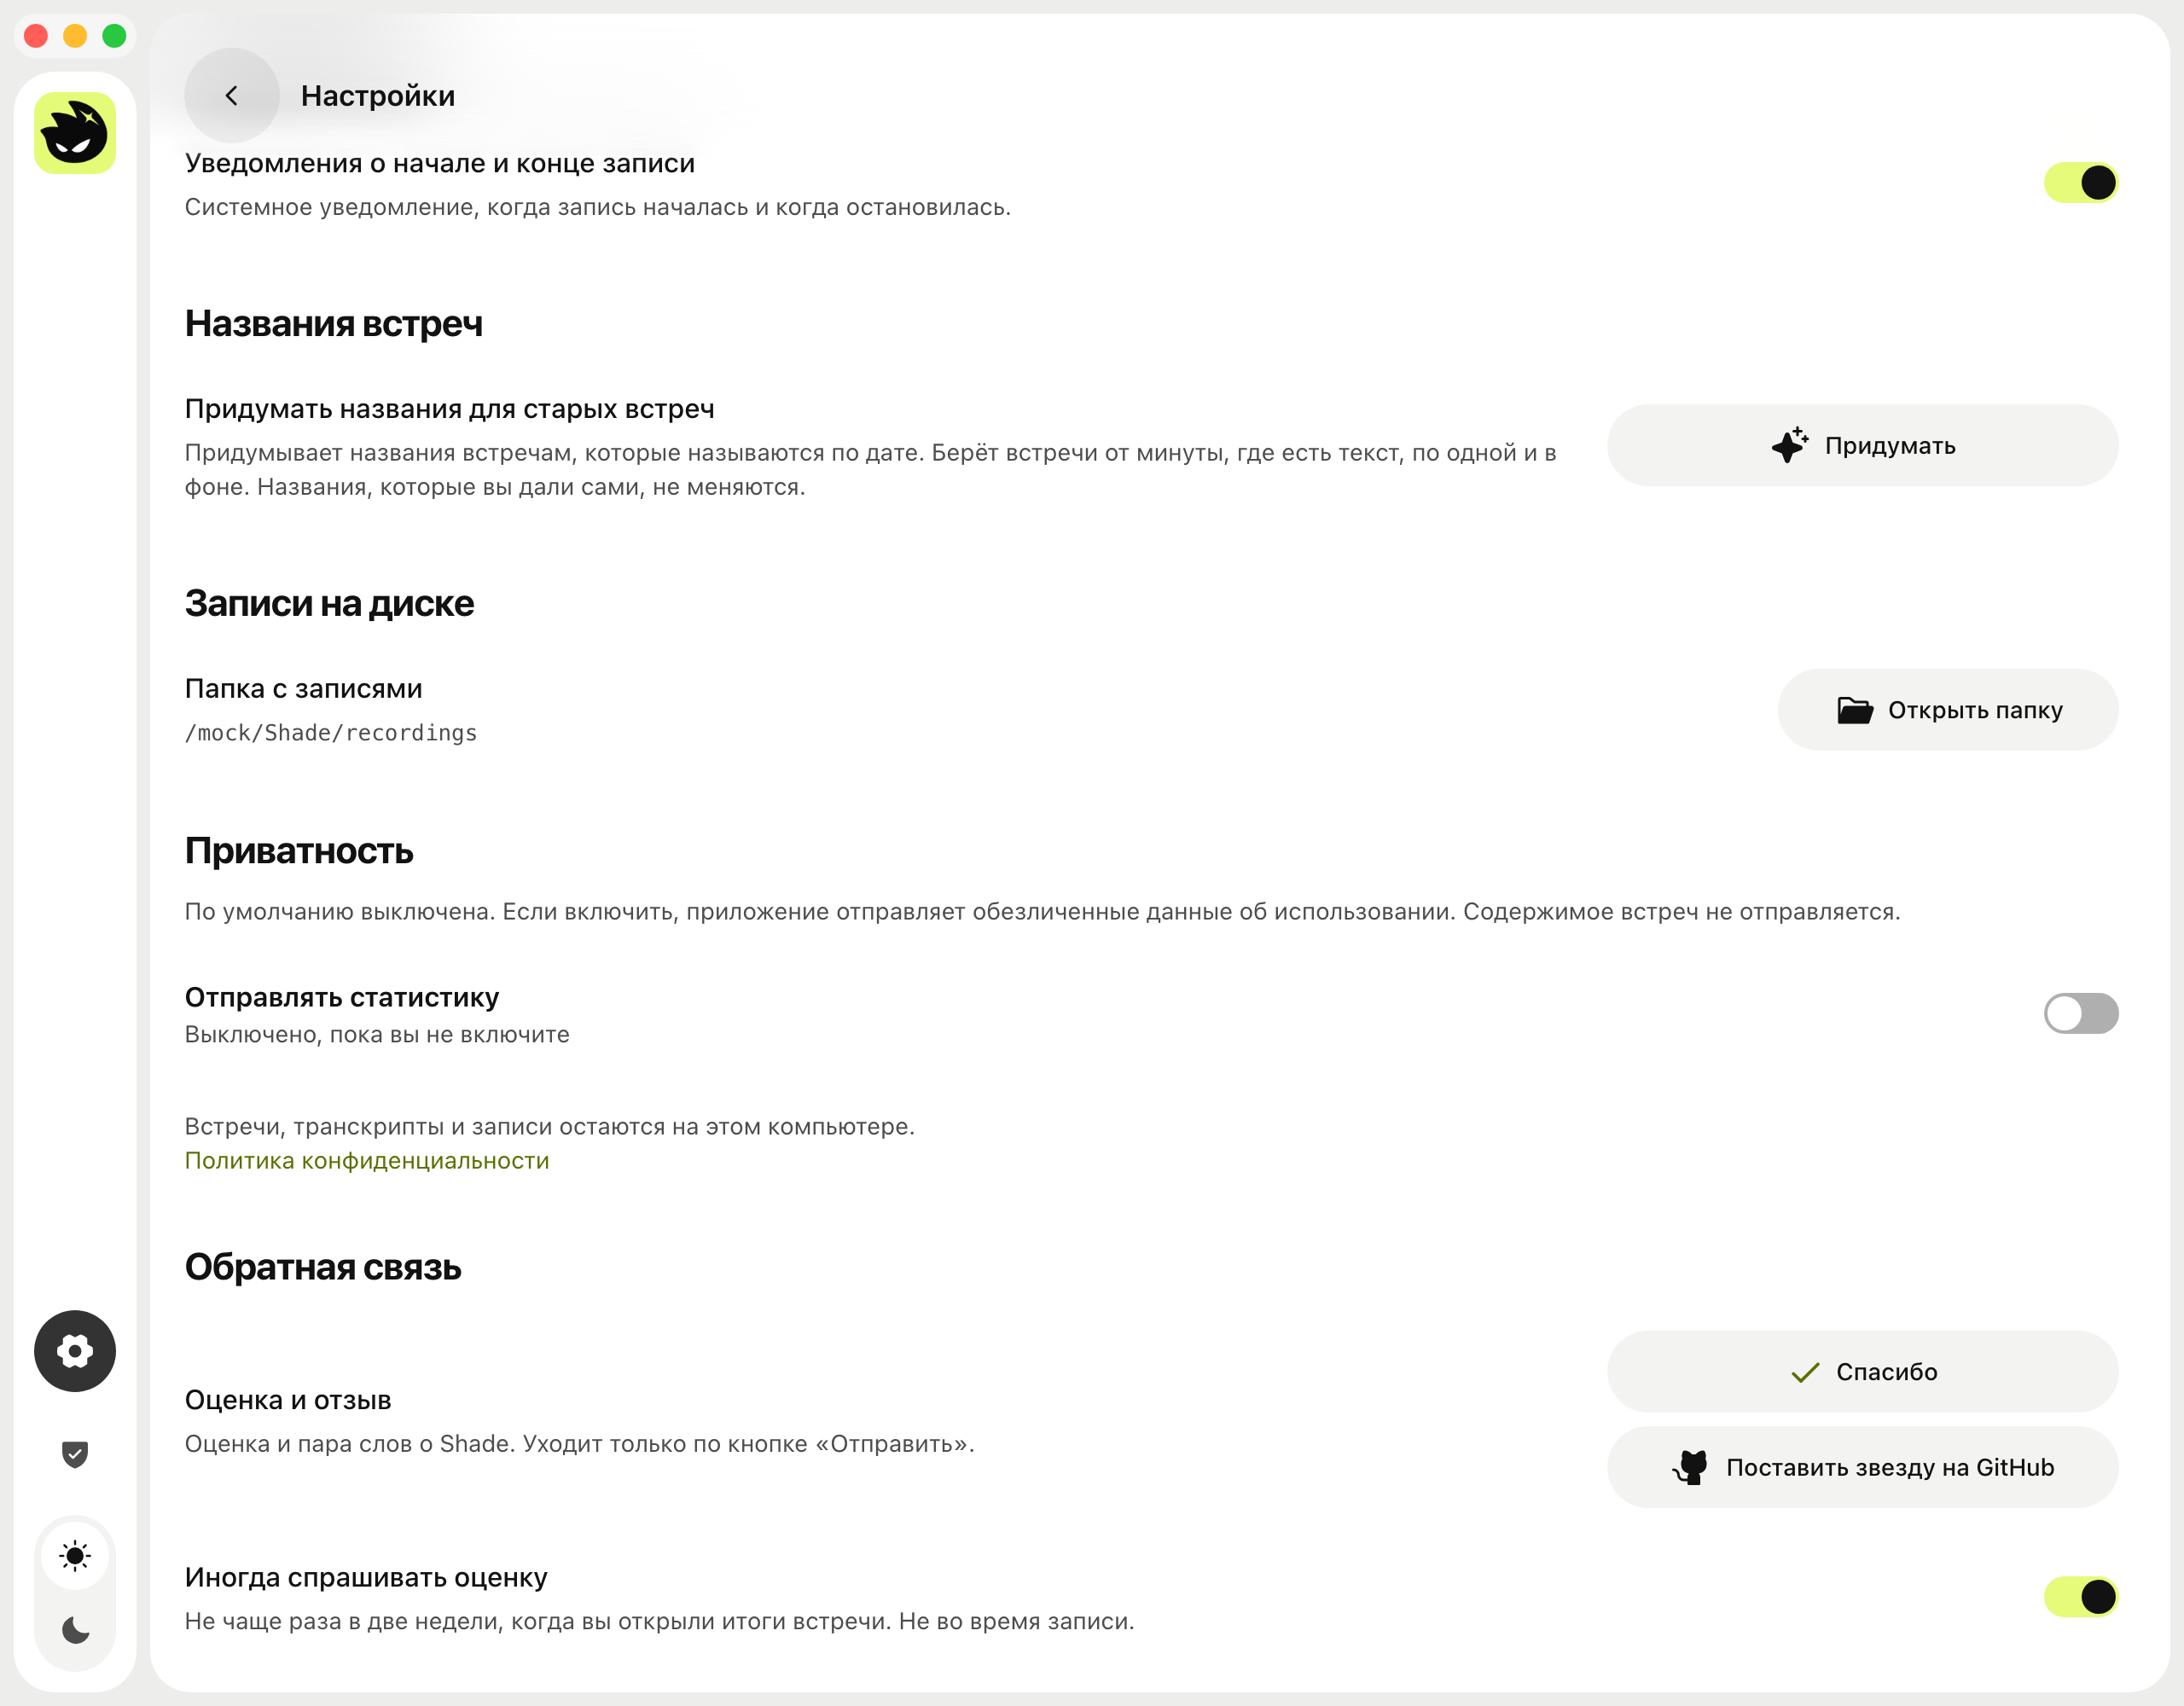 Настройки
Уведомления о начале и конце записи
Системное уведомление, когда запись началась и когда остановилась.
Названия встреч
Придумать названия для старых встреч
Придумывает названия встречам, которые называются по дате. Берёт встречи от минуты, где есть текст, по одной и в
фоне. Названия, которые вы дали сами, не меняются.
Придумать
Записи на диске
Папка с записями
/mock/Shade/recordings
Открыть папку
Приватность
По умолчанию выключена. Если включить, приложение отправляет обезличенные данные об использовании. Содержимое встреч не отправляется.
Отправлять статистику
Выключено, пока вы не включите
Встречи, транскрипты и записи остаются на этом компьютере.
Политика конфиденциальности
Обратная связь
Оценка и отзыв
Оценка и пара слов о Shade. Уходит только по кнопке «Отправить».
Спасибо
Поставить звезду на GitHub
Иногда спрашивать оценку
Не чаще раза в две недели, когда вы открыли итоги встречи. Не во время записи.